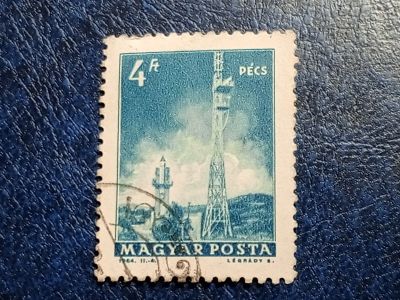 4 Ft PÉCS
MAGYAR POSTA
1964. II.-4. LÉGRÁDY S.